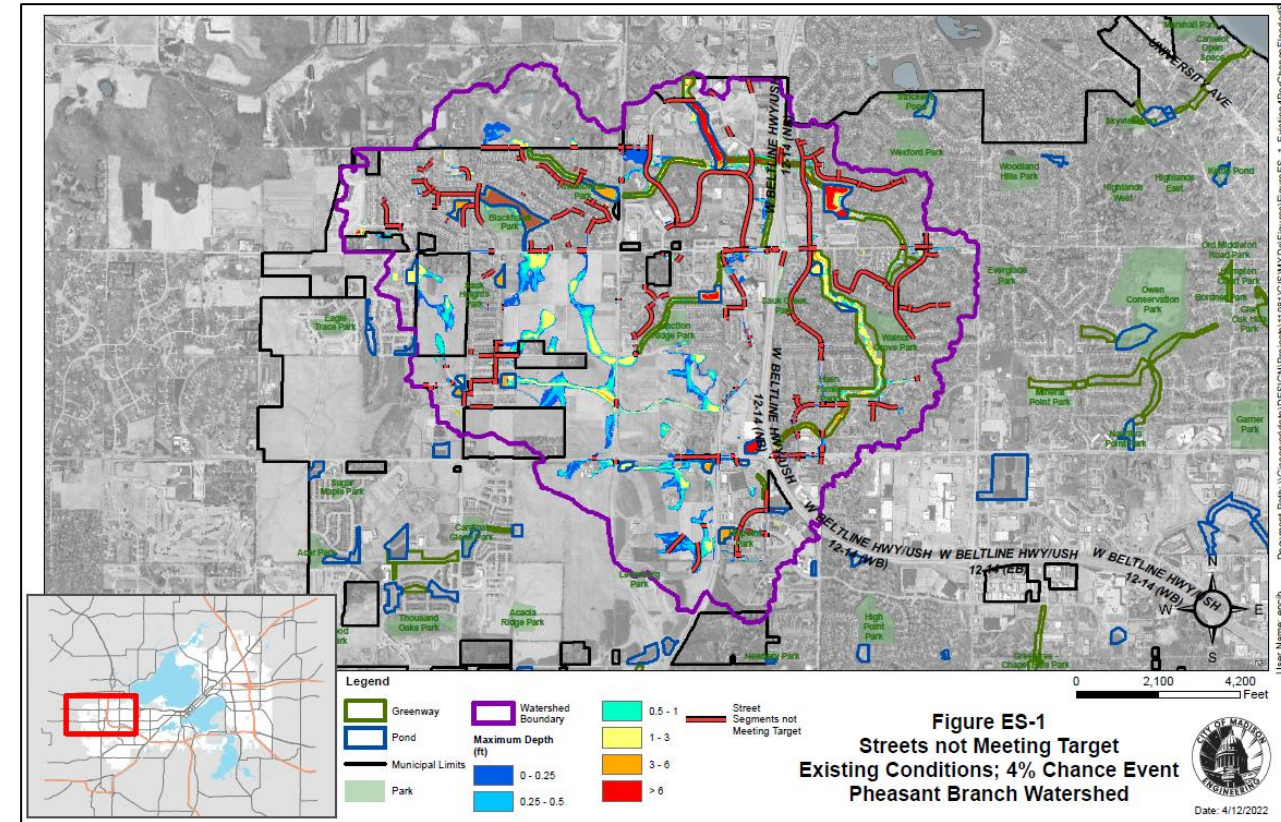 Marshall Park
Camelot
Open
Space
UNIVERSITY AVE
Stricker
Pond
Skyview Park
Wexford Park
Woodland
Hills Park
Highlands
West
Highlands
East
Kettle Pond
W BELTLINE HWY/USH
12-14 (NB)
Blackhawk
Park
Everglade
Park
Ord Middleton
Road Park
Owen
Conservation
Park
Sauk
Heights
Park
Eagle
Trace Park
Junction
Ridge Park
Sauk Creek
Park
Walnut
Grove Park
Haen
Family
Park
Mineral
Point Park
Garner
Park
W BELTLINE HWY/USH
12-14 (NB)
Sugar
Maple Park
Cardinal
Glenn Park
W BELTLINE HWY/USH
12-14 (WB)
W BELTLINE HWY/USH
12-14 (EB)
W BELTLINE HWY/USH
12-14 (WB)
Thousand
Oaks Park
Acacia
Ridge Park
High
Point
Park
Newbery Park
N
W
E
S
Legend
Greenway
Pond
Municipal Limits
Park
Watershed
Boundary
Maximum Depth
(ft)
0 - 0.25
0.25 - 0.5
0.5 - 1
1 - 3
3 - 6
> 6
Street
Segments not
Meeting Target
0 2,100 4,200
Feet
Figure ES-1
Streets not Meeting Target
Existing Conditions; 4% Chance Event
Pheasant Branch Watershed
CITY OF MADISON
ENGINEERING
Date: 4/12/2022